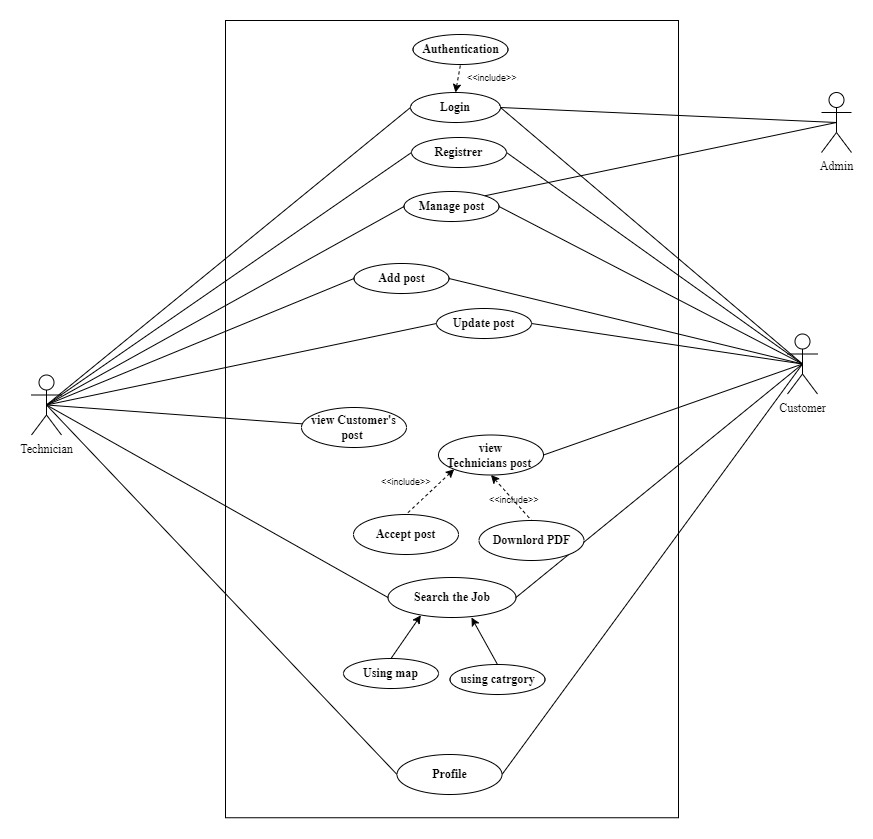 Authentication
<<include>>
Login
Registrer
Admin
Manage post
Add post
Update post
Customer
Technician
view Customer's
post
view
Technicians post
<<include>>
<<include>>
Accept post
Downlord PDF
Search the Job
Using map
using catrgory
Profile